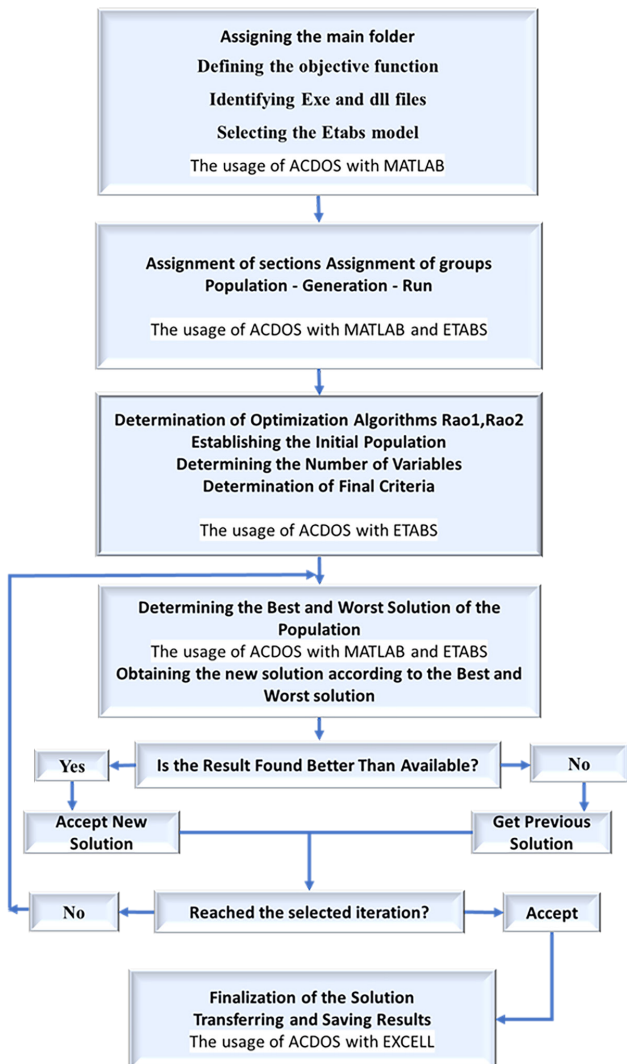 Assigning the main folder
Defining the objective function
Identifying Exe and dll files
Selecting the Etabs model
The usage of ACDOS with MATLAB
Assignment of sections Assignment of groups
Population - Generation - Run
The usage of ACDOS with MATLAB and ETABS
Determination of Optimization Algorithms Rao1,Rao2
Establishing the Initial Population
Determining the Number of Variables
Determination of Final Criteria
The usage of ACDOS with ETABS
Determining the Best and Worst Solution of the
Population
The usage of ACDOS with MATLAB and ETABS
Obtaining the new solution according to the Best and
Worst solution
Yes
Is the Result Found Better Than Available?
No
Accept New
Solution
Get Previous
Solution
No
Reached the selected iteration?
Accept
Finalization of the Solution
Transferring and Saving Results
The usage of ACDOS with EXCELL